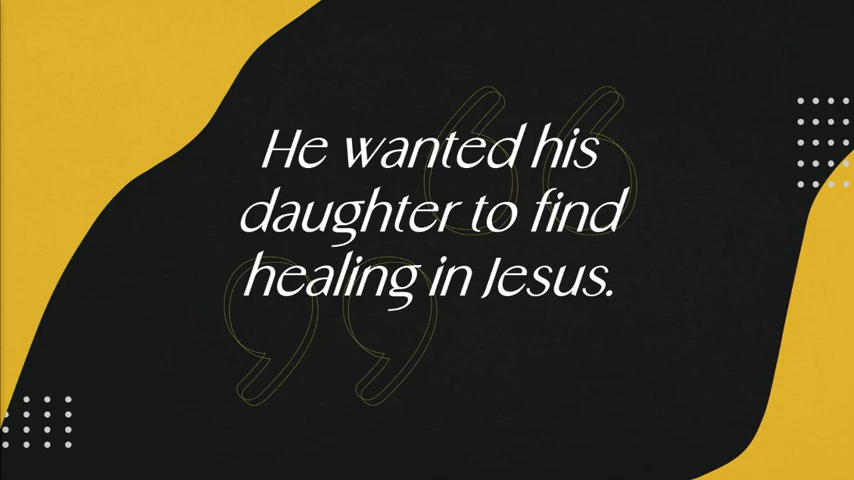 He wanted his
daughter to find
healing in Jesus.